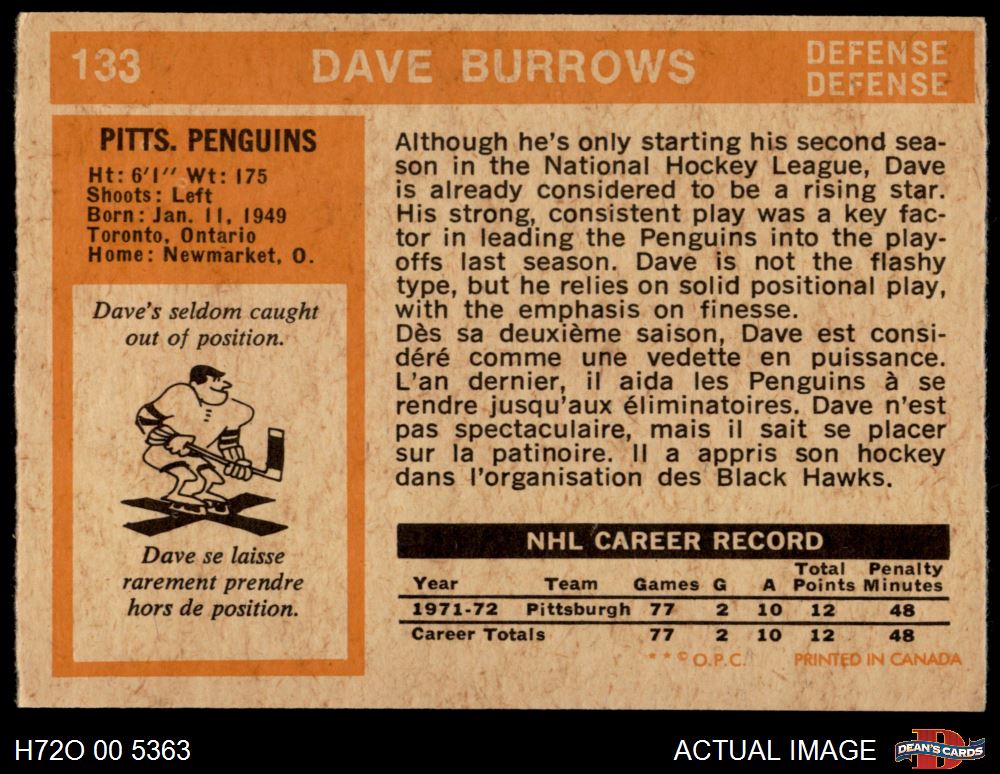 133
DAVE BURROWS
DEFENSE
DEFENSE
PITTS. PENGUINS
Ht: 6'1'' Wt: 175
Shoots: Left
Born: Jan. 11, 1949
Toronto, Ontario
Home: Newmarket, O.
Dave's seldom caught
out of position.
Dave se laisse
rarement prendre
hors de position.
Although he's only starting his second sea-
son in the National Hockey League, Dave
is already considered to be a rising star.
His strong, consistent play was a key fac-
tor in leading the Penguins into the play-
offs last season. Dave is not the flashy
type, but he relies on solid positional play,
with the emphasis on finesse.
Dès sa deuxième saison, Dave est consi-
déré comme une vedette en puissance.
L'an dernier, il aida les Penguins à se
rendre jusqu'aux éliminatoires. Dave n'est
pas spectaculaire, mais il sait se placer
sur la patinoire. Il a appris son hockey
dans l'organisation des Black Hawks.
NHL CAREER RECORD
Year Team Games G A Total Points Penalty Minutes
1971-72 Pittsburgh 77 2 10 12 48
Career Totals 77 2 10 12 48
* * © O.P.C. PRINTED IN CANADA
H72O 00 5363
ACTUAL IMAGE
D
DEAN'S CARDS